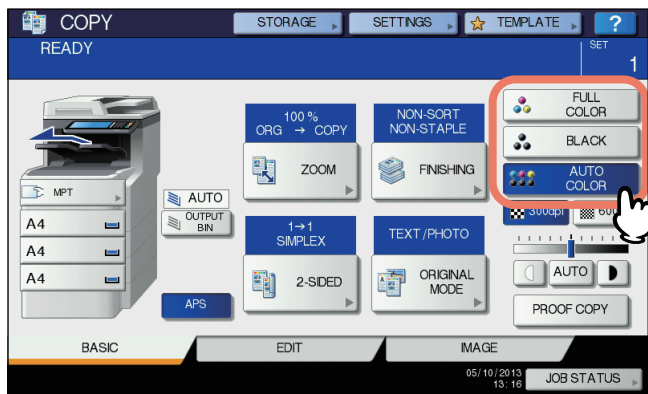 COPY
STORAGE
SETTINGS
TEMPLATE
?
READY
SET
1
100 %
ORG → COPY
NON-SORT
NON-STAPLE
FULL
COLOR
ZOOM
FINISHING
BLACK
AUTO
COLOR
MPT
AUTO
OUTPUT
BIN
A4
A4
A4
1→1
SIMPLEX
TEXT/PHOTO
300dpi
600
2-SIDED
ORIGINAL
MODE
AUTO
APS
PROOF COPY
BASIC
EDIT
IMAGE
05/10/2013
13:16
JOB STATUS